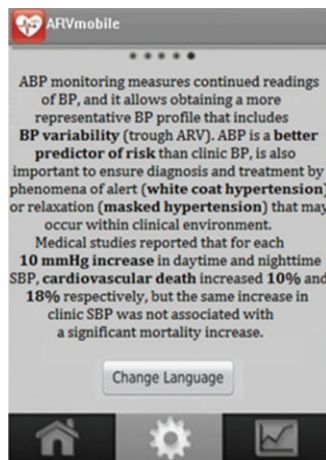 ARVmobile
ABP monitoring measures continued readings
of BP, and it allows obtaining a more
representative BP profile that includes
BP variability (trough ARV). ABP is a better
predictor of risk than clinic BP, is also
important to ensure diagnosis and treatment by
phenomena of alert (white coat hypertension)
or relaxation (masked hypertension) that may
occur within clinical environment.
Medical studies reported that for each
10 mmHg increase in daytime and nighttime
SBP, cardiovascular death increased 10% and
18% respectively, but the same increase in
clinic SBP was not associated with
a significant mortality increase.
Change Language